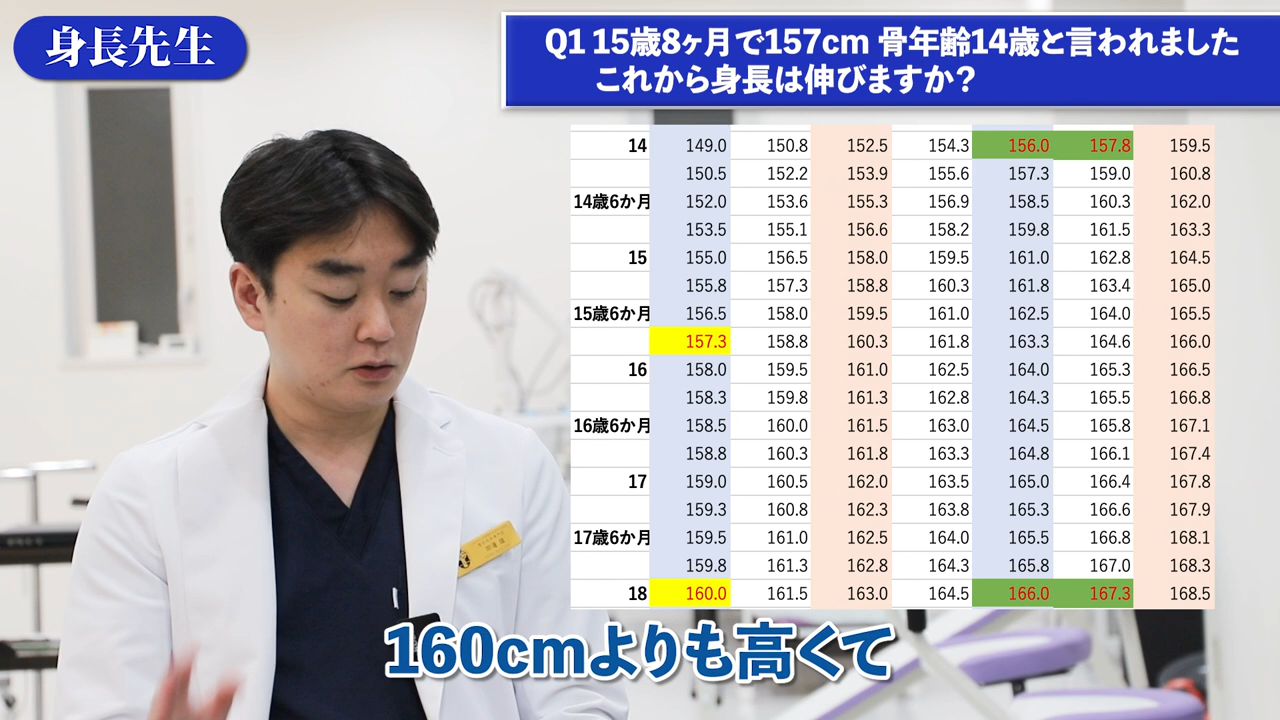 身長先生
Q1 15歳8ヶ月で157cm 骨年齢14歳と言われました
これから身長は伸びますか?
14 149.0 150.8 152.5 154.3 156.0 157.8 159.5
150.5 152.2 153.9 155.6 157.3 159.0 160.8
14歳6か月 152.0 153.6 155.3 156.9 158.5 160.3 162.0
153.5 155.1 156.6 158.2 159.8 161.5 163.3
15 155.0 156.5 158.0 159.5 161.0 162.8 164.5
155.8 157.3 158.8 160.3 161.8 163.4 165.0
15歳6か月 156.5 158.0 159.5 161.0 162.5 164.0 165.5
157.3 158.8 160.3 161.8 163.3 164.6 166.0
16 158.0 159.5 161.0 162.5 164.0 165.3 166.5
158.3 159.8 161.3 162.8 164.3 165.5 166.8
16歳6か月 158.5 160.0 161.5 163.0 164.5 165.8 167.1
158.8 160.3 161.8 163.3 164.8 166.1 167.4
17 159.0 160.5 162.0 163.5 165.0 166.4 167.8
159.3 160.8 162.3 163.8 165.3 166.6 167.9
17歳6か月 159.5 161.0 162.5 164.0 165.5 166.8 168.1
159.8 161.3 162.8 164.3 165.8 167.0 168.3
18 160.0 161.5 163.0 164.5 166.0 167.3 168.5
160cmよりも高くて